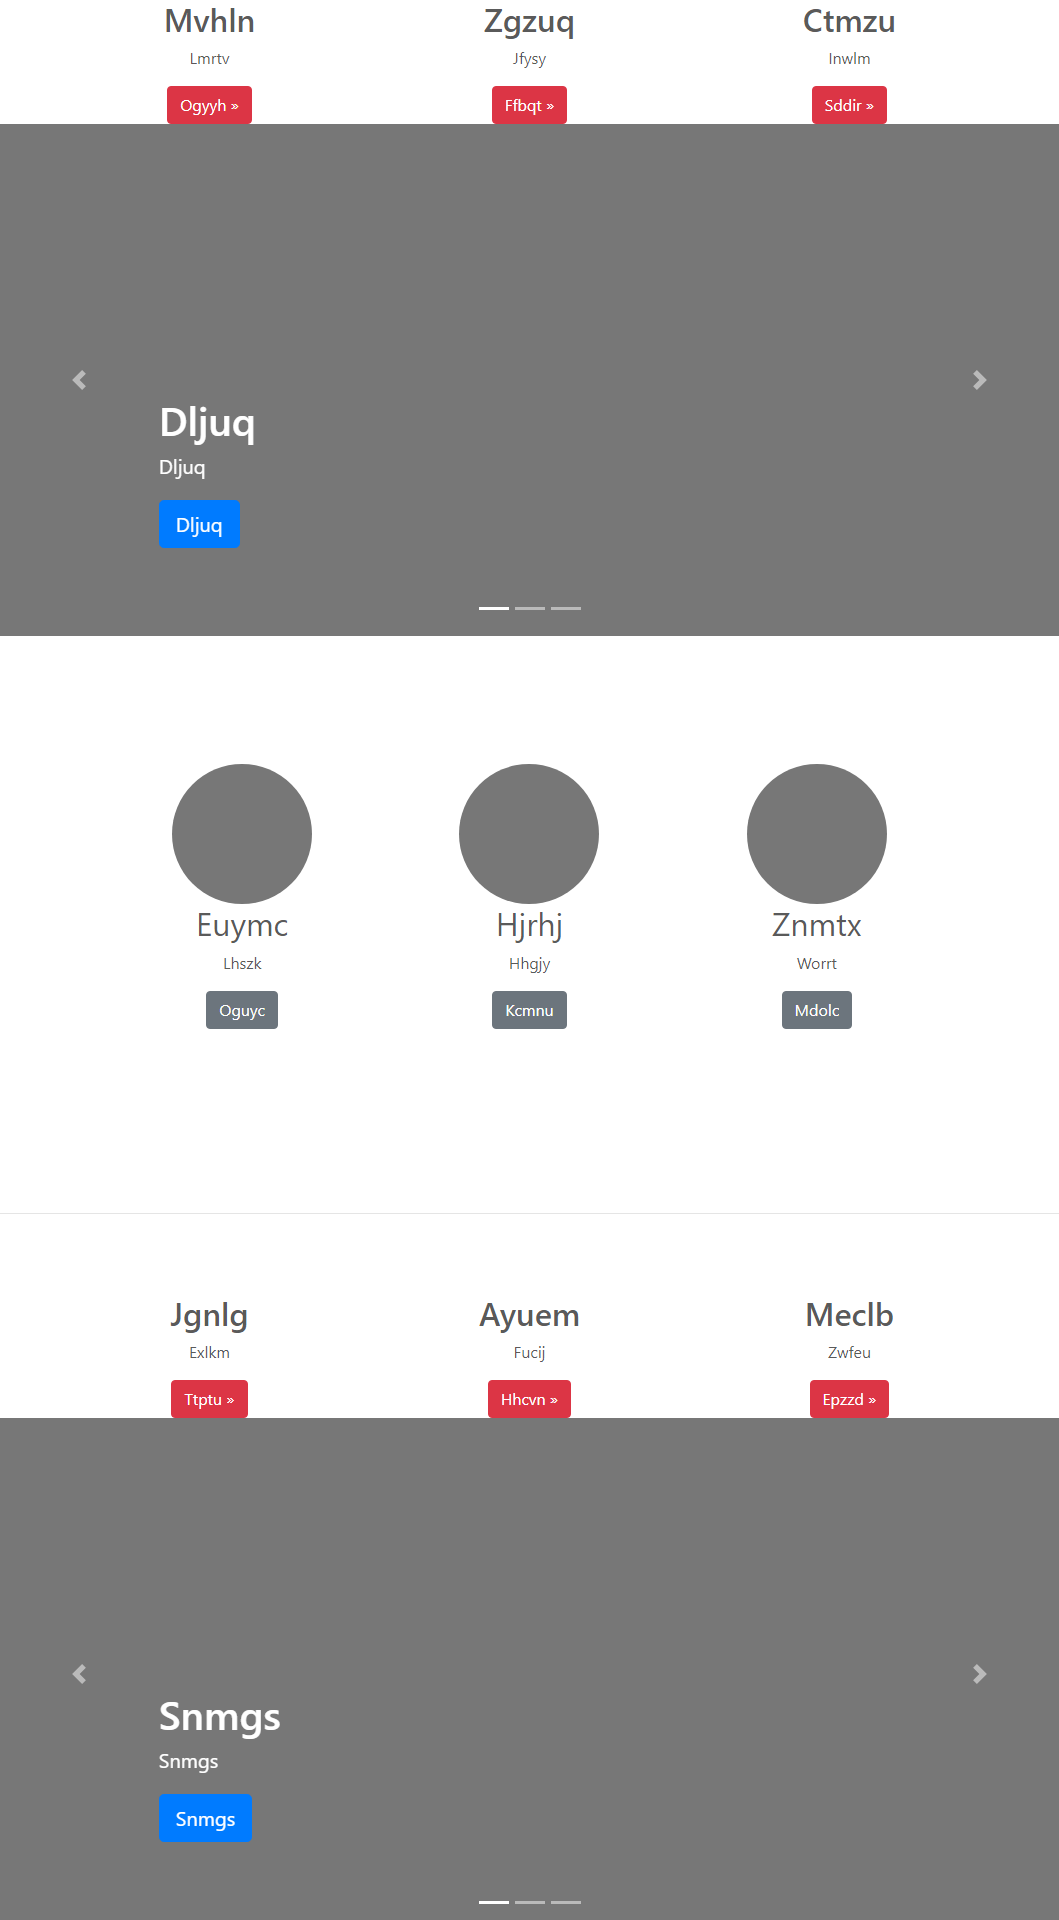 Mvhln Zgzuq Ctmzu
Lmrtv Jfysy Inwlm
Ogyyh » Ffbqt » Sddir »
Dljuq
Dljuq
Dljuq
Euymc Hjrhj Znmtx
Lhszk Hhgjy Worrt
Oguyc Kcmnu Mdolc
Jgnlg Ayuem Meclb
Exlkm Fucij Zwfeu
Ttptu » Hhcvn » Epzzd »
Snmgs
Snmgs
Snmgs